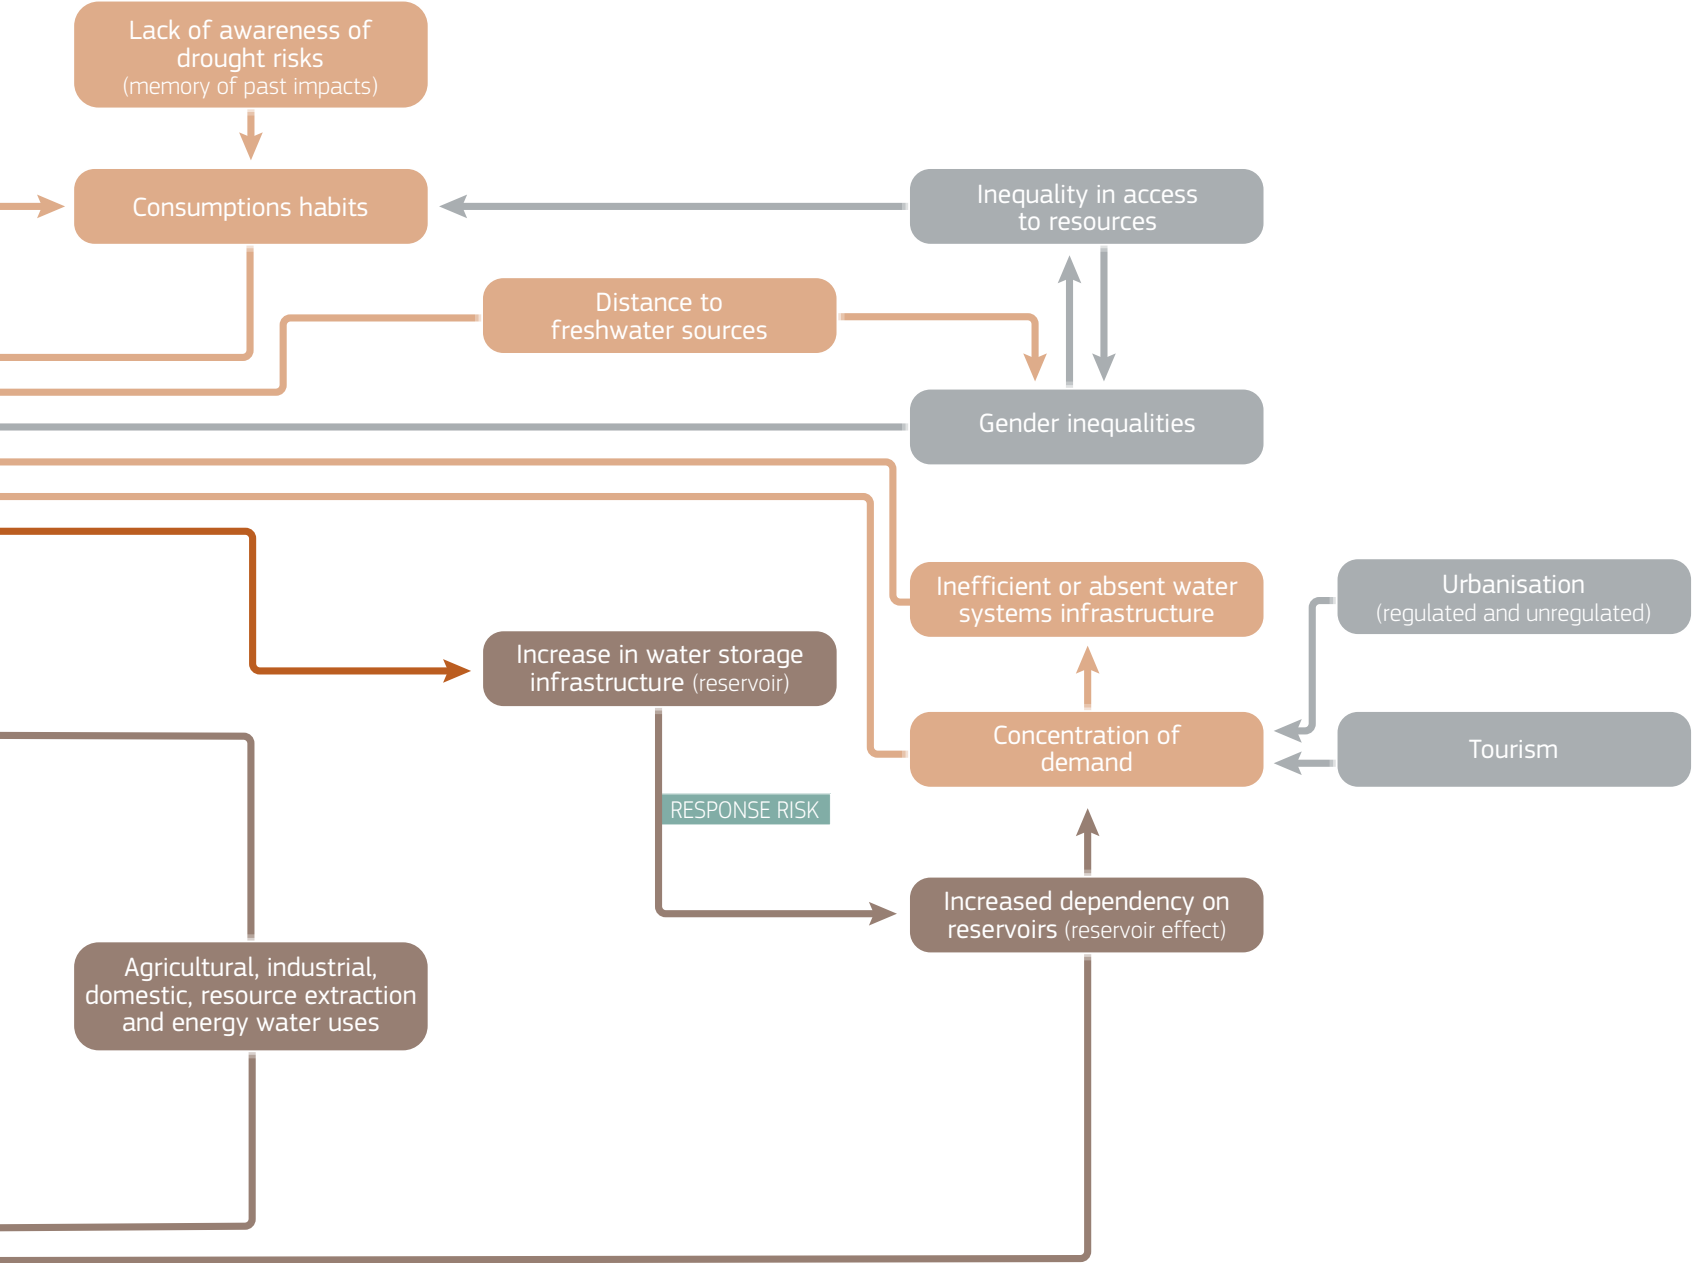 Lack of awareness of
drought risks
(memory of past impacts)
Consumptions habits
Inequality in access
to resources
Distance to
freshwater sources
Gender inequalities
Inefficient or absent water
systems infrastructure
Urbanisation
(regulated and unregulated)
Increase in water storage
infrastructure (reservoir)
Concentration of
demand
Tourism
RESPONSE RISK
Increased dependency on
reservoirs (reservoir effect)
Agricultural, industrial,
domestic, resource extraction
and energy water uses